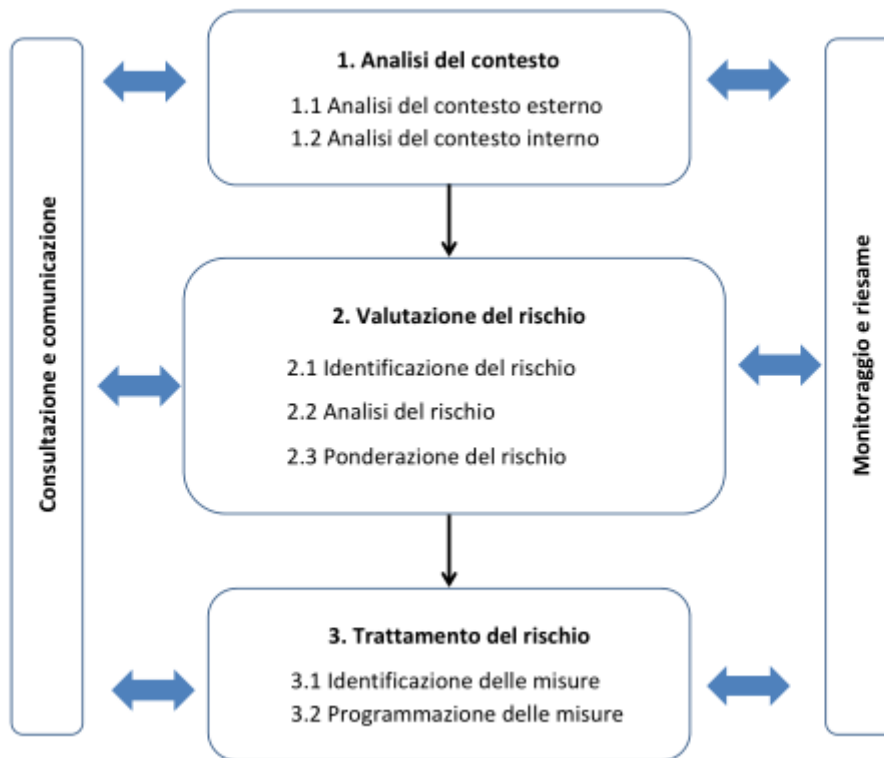 Consultazione e comunicazione
1. Analisi del contesto
1.1 Analisi del contesto esterno
1.2 Analisi del contesto interno
2. Valutazione del rischio
2.1 Identificazione del rischio
2.2 Analisi del rischio
2.3 Ponderazione del rischio
3. Trattamento del rischio
3.1 Identificazione delle misure
3.2 Programmazione delle misure
Monitoraggio e riesame